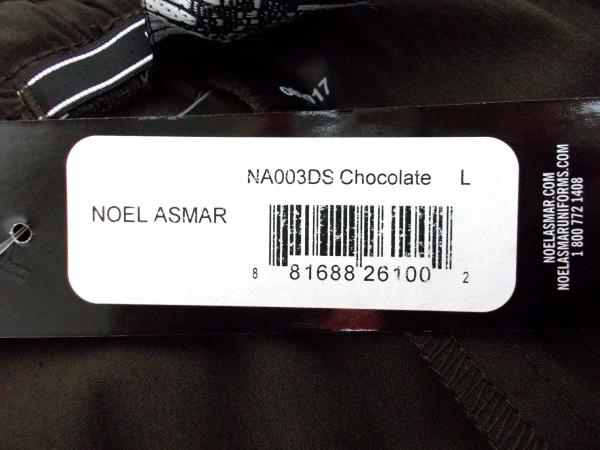 NA003DS Chocolate L
NOEL ASMAR
8 81688 26100 2
NOELASMAR.COM
NOELASMARUNIFORMS.COM
1 800 772 1408